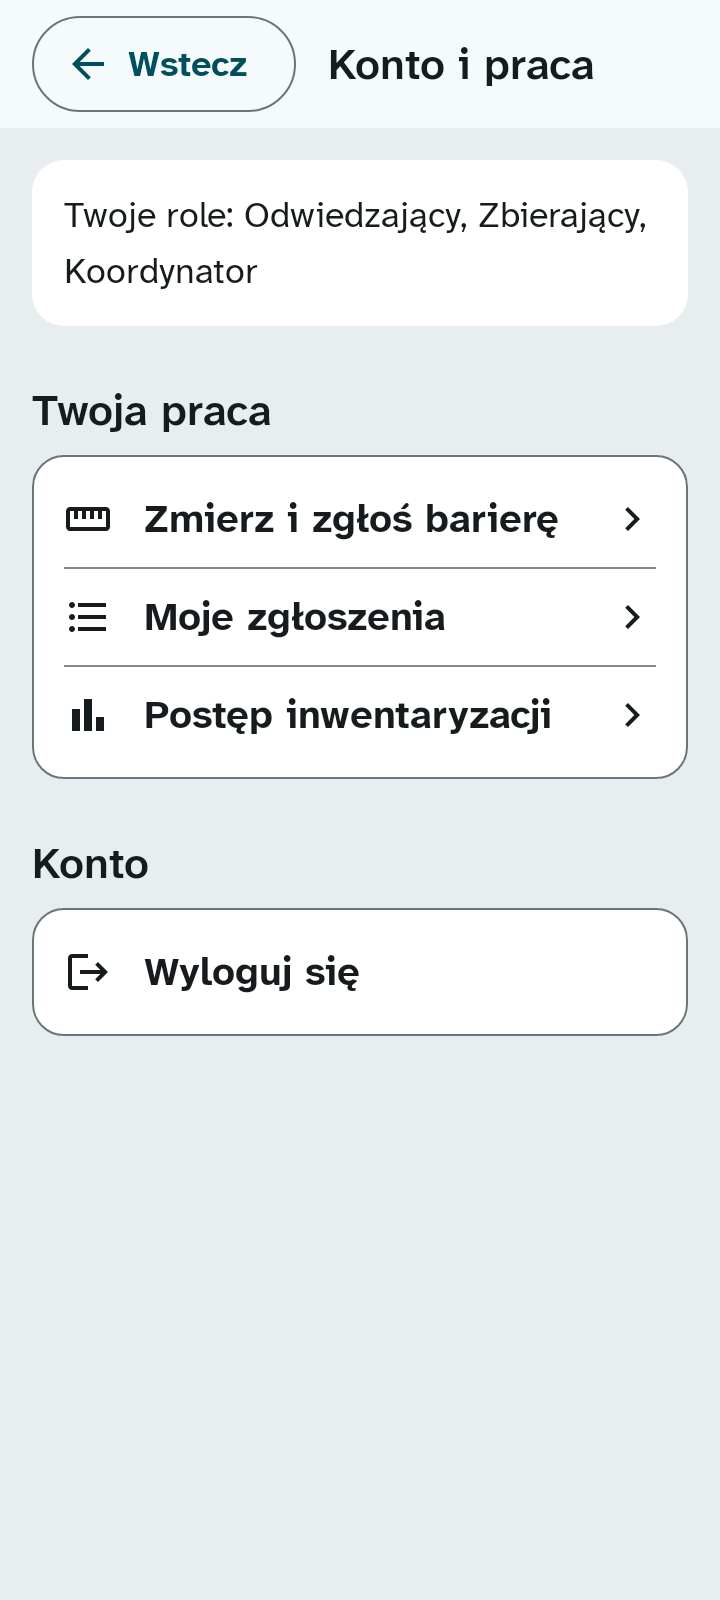 Wstecz
Konto i praca
Twoje role: Odwiedzający, Zbierający,
Koordynator
Twoja praca
Zmierz i zgłoś barierę
Moje zgłoszenia
Postęp inwentaryzacji
Konto
Wyloguj się